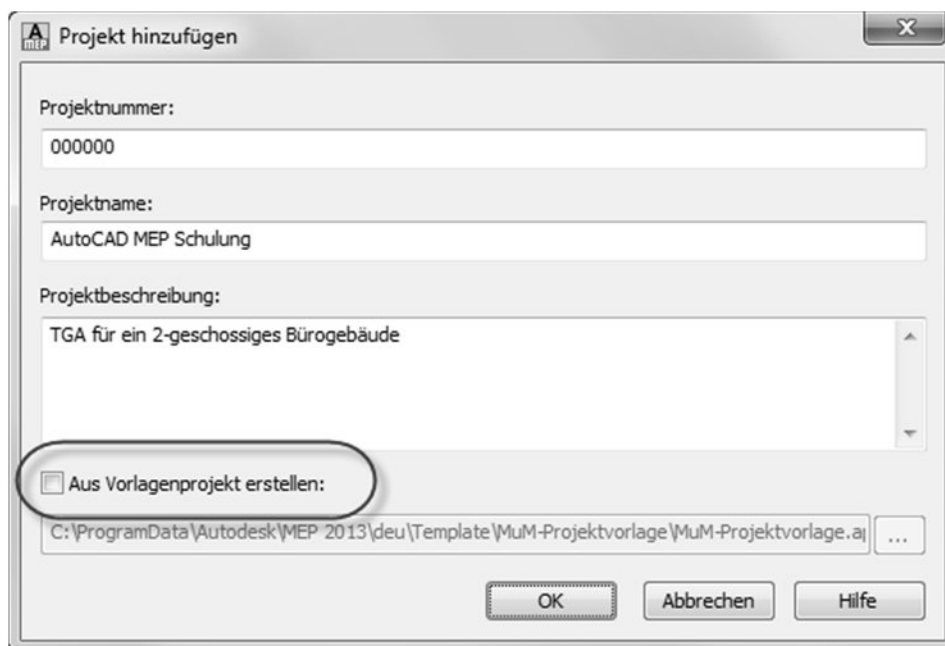 A
MEP
Projekt hinzufügen
X
Projektnummer:
000000
Projektname:
AutoCAD MEP Schulung
Projektbeschreibung:
TGA für ein 2-geschossiges Bürogebäude
Aus Vorlagenprojekt erstellen:
C:\ProgramData\Autodesk\MEP 2013\deu\Template\MuM-Projektvorlage\MuM-Projektvorlage.a
...
OK
Abbrechen
Hilfe